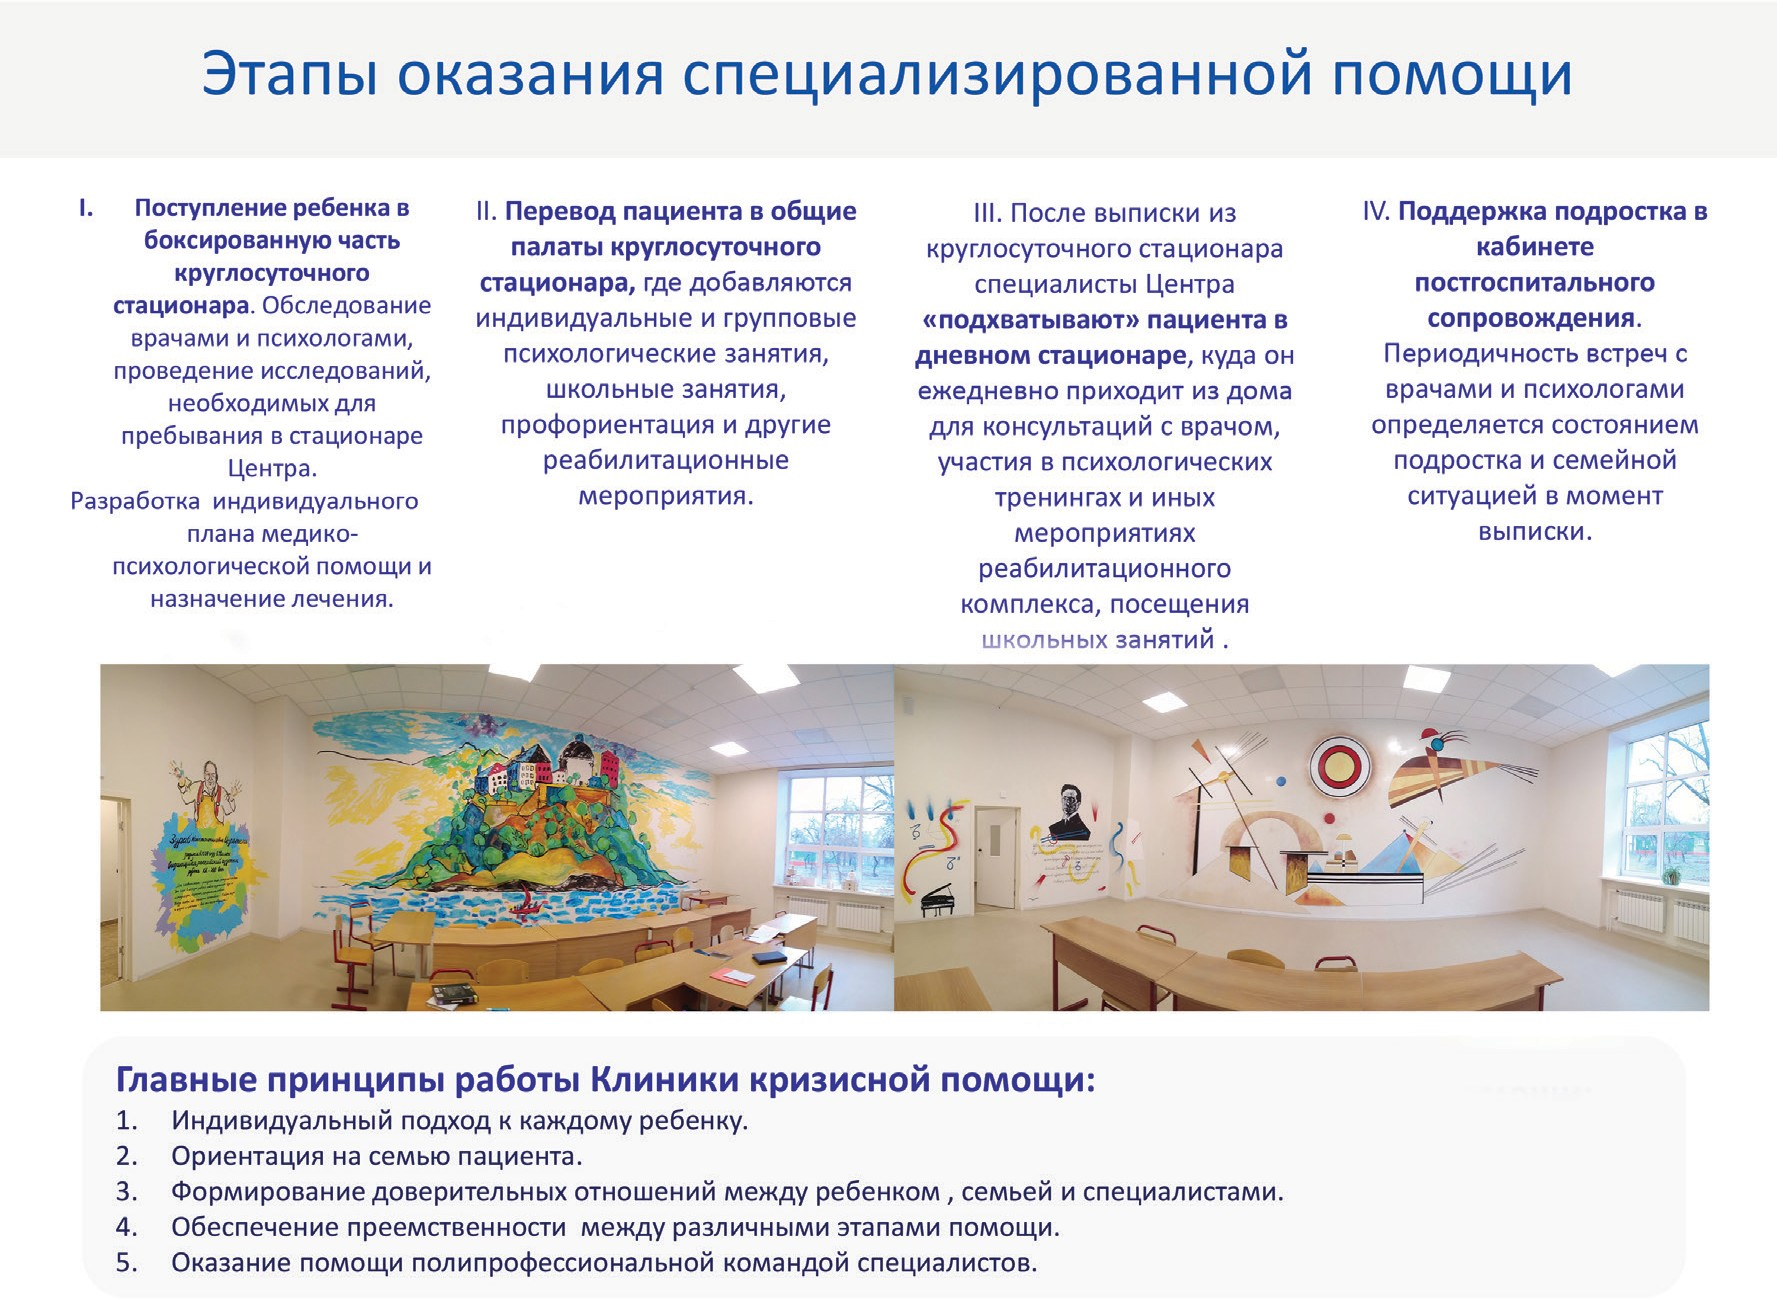 Этапы оказания специализированной помощи
I. Поступление ребенка в
боксированную часть
круглосуточного
стационара. Обследование
врачами и психологами,
проведение исследований,
необходимых для
пребывания в стационаре
Центра.
Разработка индивидуального
плана медико-
психологической помощи и
назначение лечения.
II. Перевод пациента в общие
палаты круглосуточного
стационара, где добавляются
индивидуальные и групповые
психологические занятия,
школьные занятия,
профориентация и другие
реабилитационные
мероприятия.
III. После выписки из
круглосуточного стационара
специалисты Центра
«подхватывают» пациента в
дневном стационаре, куда он
ежедневно приходит из дома
для консультаций с врачом,
участия в психологических
тренингах и иных
мероприятиях
реабилитационного
комплекса, посещения
школьных занятий .
IV. Поддержка подростка в
кабинете
постгоспитального
сопровождения.
Периодичность встреч с
врачами и психологами
определяется состоянием
подростка и семейной
ситуацией в момент
выписки.
Главные принципы работы Клиники кризисной помощи:
1. Индивидуальный подход к каждому ребенку.
2. Ориентация на семью пациента.
3. Формирование доверительных отношений между ребенком , семьей и специалистами.
4. Обеспечение преемственности между различными этапами помощи.
5. Оказание помощи полипрофессиональной командой специалистов.